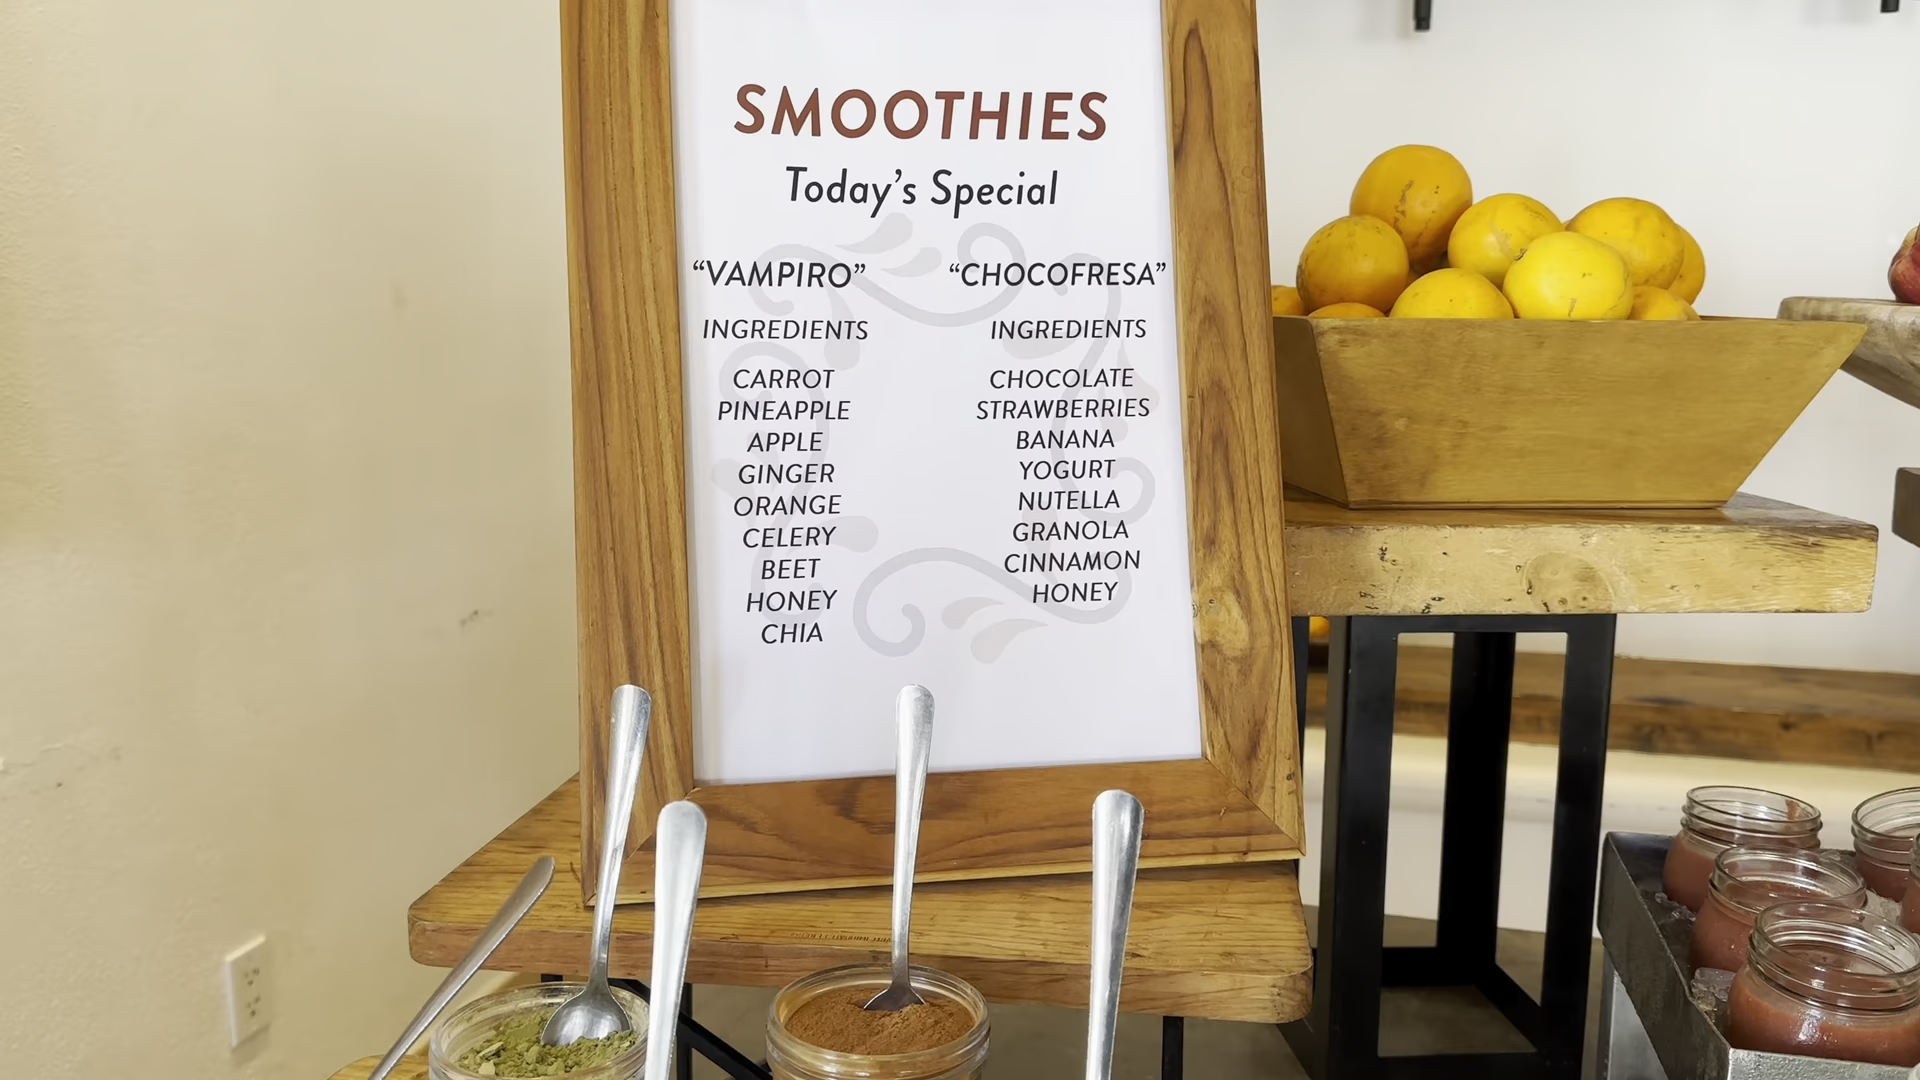 SMOOTHIES
Today's Special
"VAMPIRO"
INGREDIENTS
CARROT
PINEAPPLE
APPLE
GINGER
ORANGE
CELERY
BEET
HONEY
CHIA
"CHOCOFRESA"
INGREDIENTS
CHOCOLATE
STRAWBERRIES
BANANA
YOGURT
NUTELLA
GRANOLA
CINNAMON
HONEY